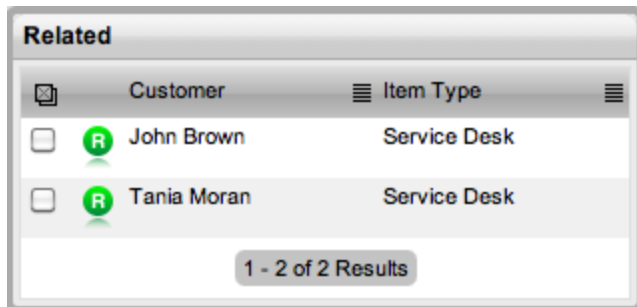 Related
Customer Item Type
R John Brown Service Desk
R Tania Moran Service Desk
1 - 2 of 2 Results